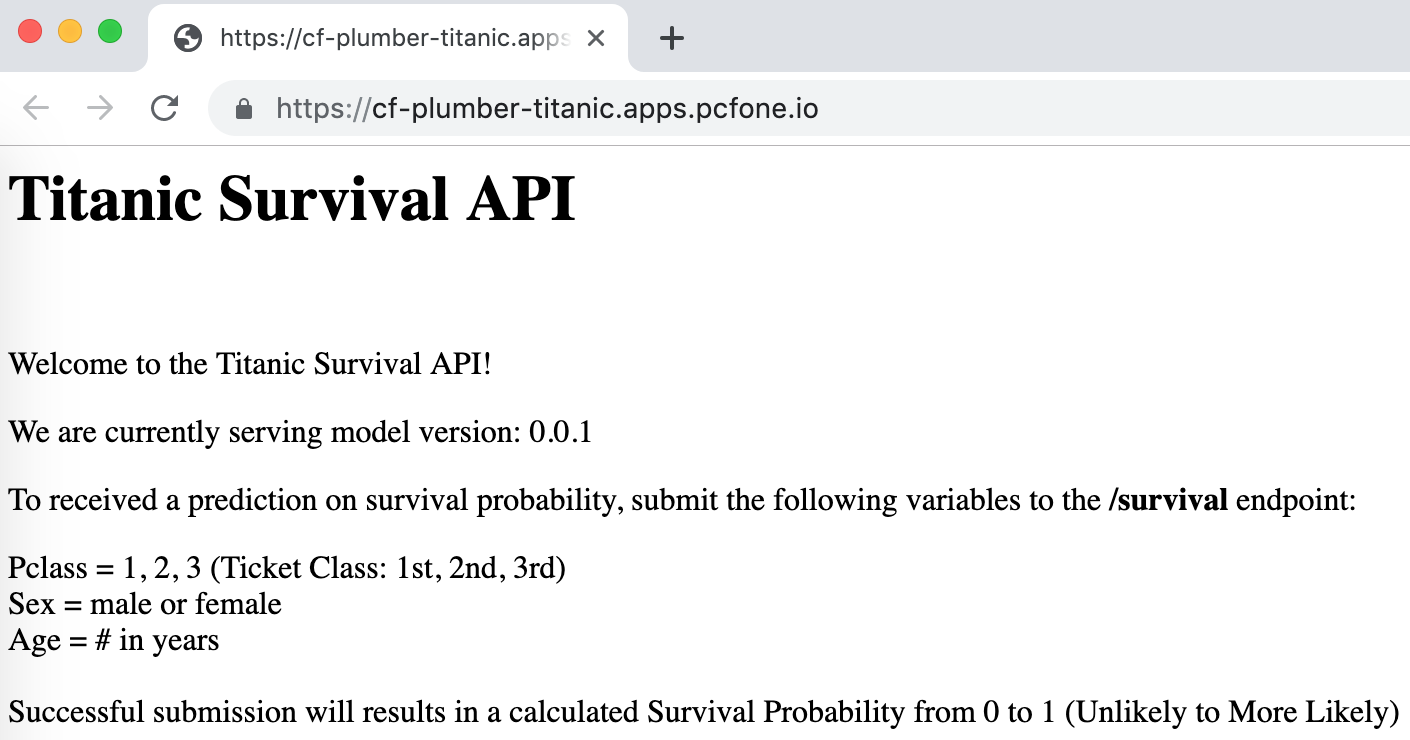 https://cf-plumber-titanic.apps
https://cf-plumber-titanic.apps.pcfone.io
Titanic Survival API
Welcome to the Titanic Survival API!
We are currently serving model version: 0.0.1
To received a prediction on survival probability, submit the following variables to the /survival endpoint:
Pclass = 1, 2, 3 (Ticket Class: 1st, 2nd, 3rd)
Sex = male or female
Age = # in years
Successful submission will results in a calculated Survival Probability from 0 to 1 (Unlikely to More Likely)